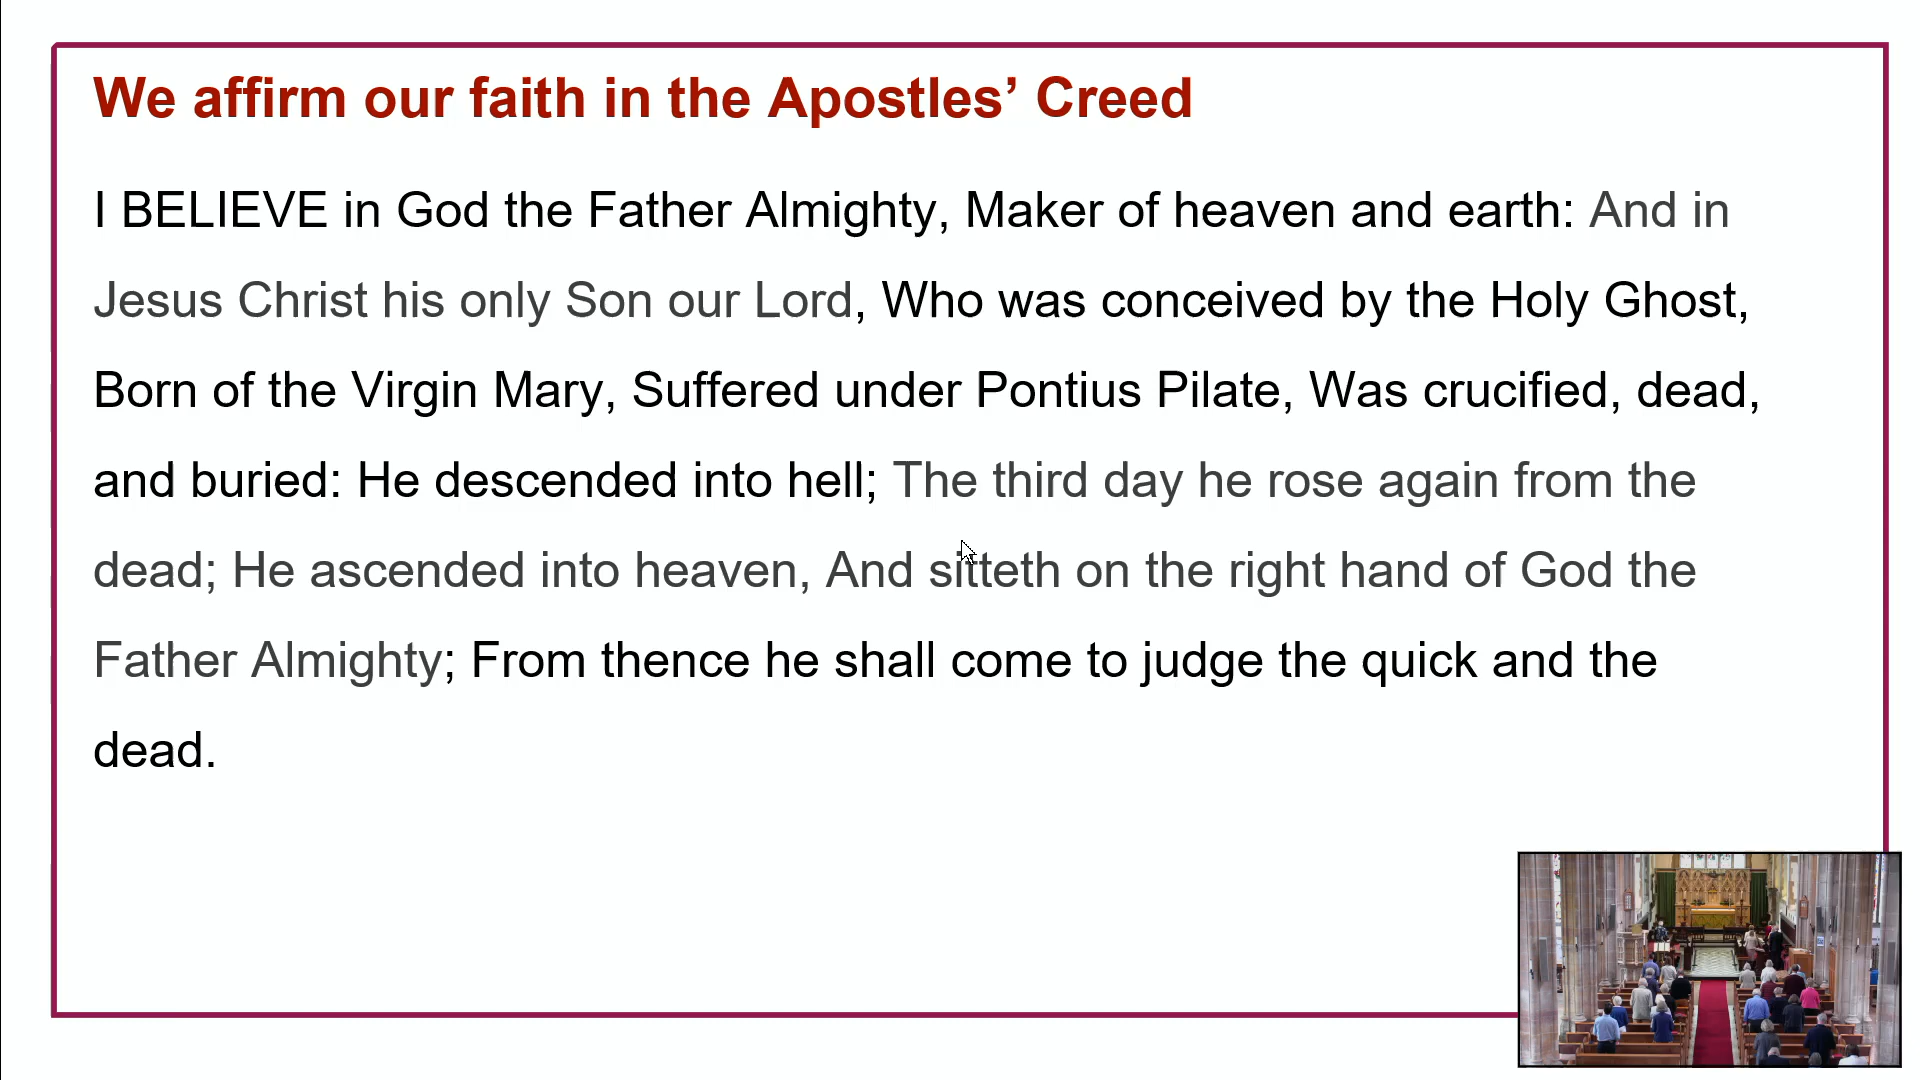 We affirm our faith in the Apostles’ Creed
I BELIEVE in God the Father Almighty, Maker of heaven and earth: And in
Jesus Christ his only Son our Lord, Who was conceived by the Holy Ghost,
Born of the Virgin Mary, Suffered under Pontius Pilate, Was crucified, dead,
and buried: He descended into hell; The third day he rose again from the
dead; He ascended into heaven, And sitteth on the right hand of God the
Father Almighty; From thence he shall come to judge the quick and the
dead.